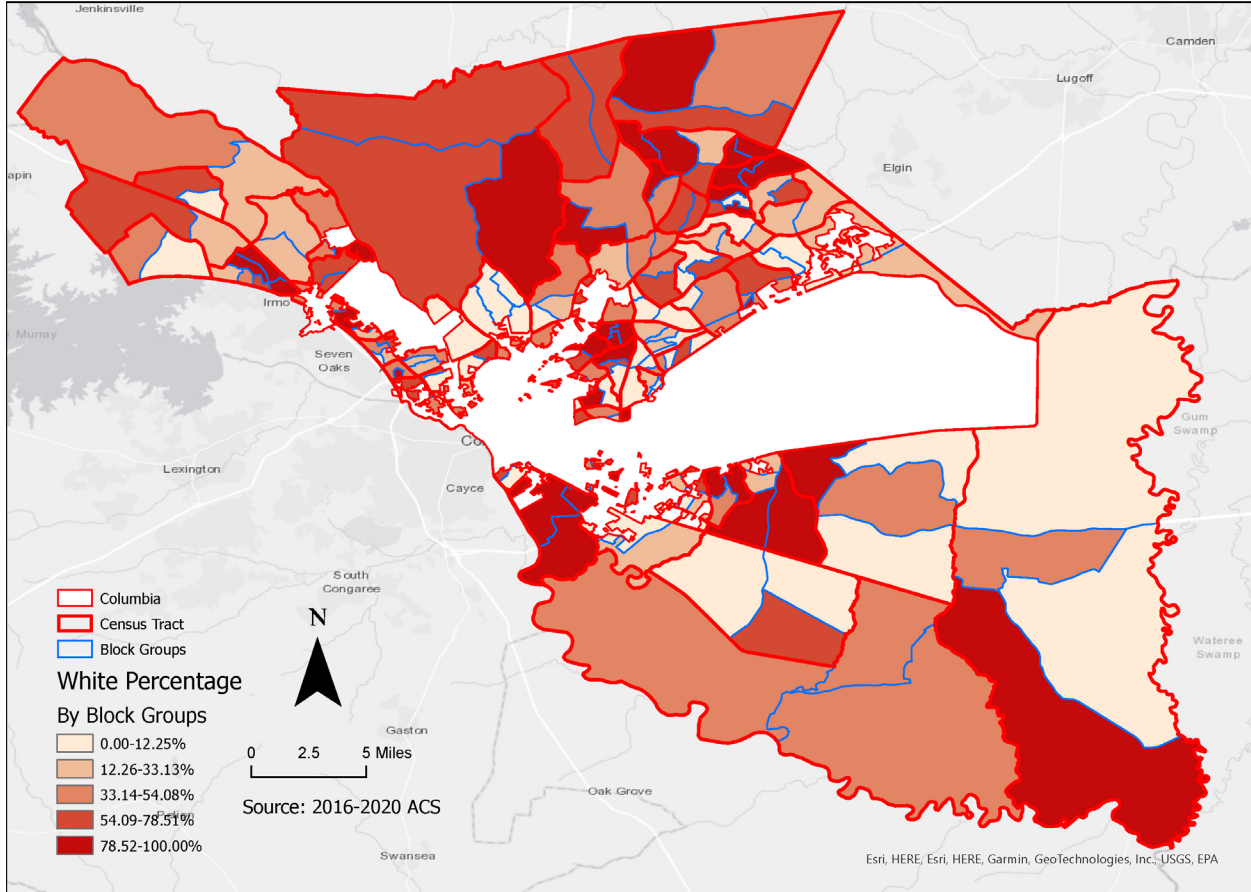 Jenkinsville
Camden
Lugoff
apin
Elgin
Irmo
Murray
Seven
Oaks
Gum
Swamp
Co
Lexington
Cayce
South
Congaree
Columbia
Census Tract
Block Groups
N
Wateree
Swamp
White Percentage
By Block Groups
0.00-12.25%
12.26-33.13%
33.14-54.08%
54.09-78.51%
78.52-100.00%
Gaston
0 2.5 5 Miles
Source: 2016-2020 ACS
Oak Grove
Pelion
Swansea
Esri, HERE, Esri, HERE, Garmin, GeoTechnologies, Inc., USGS, EPA